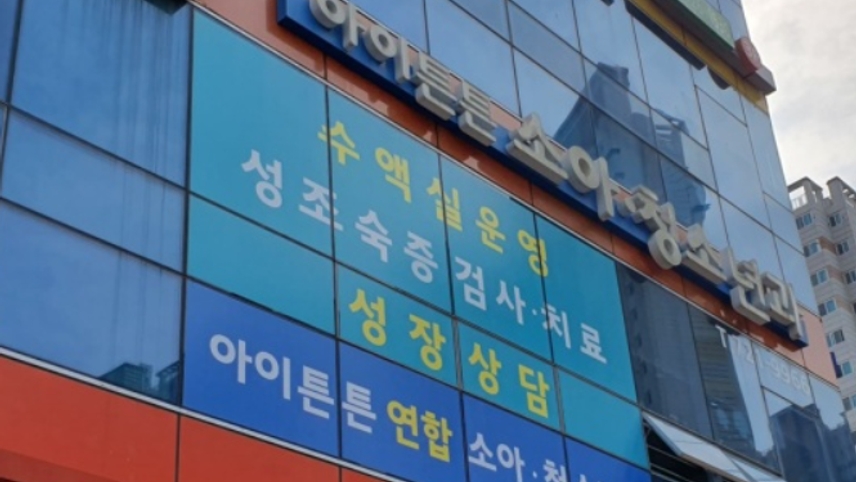 아이튼튼 소아·청소년과
수액실운영
성조숙증검사·치료
성장상담
아이튼튼 연합 소아·청